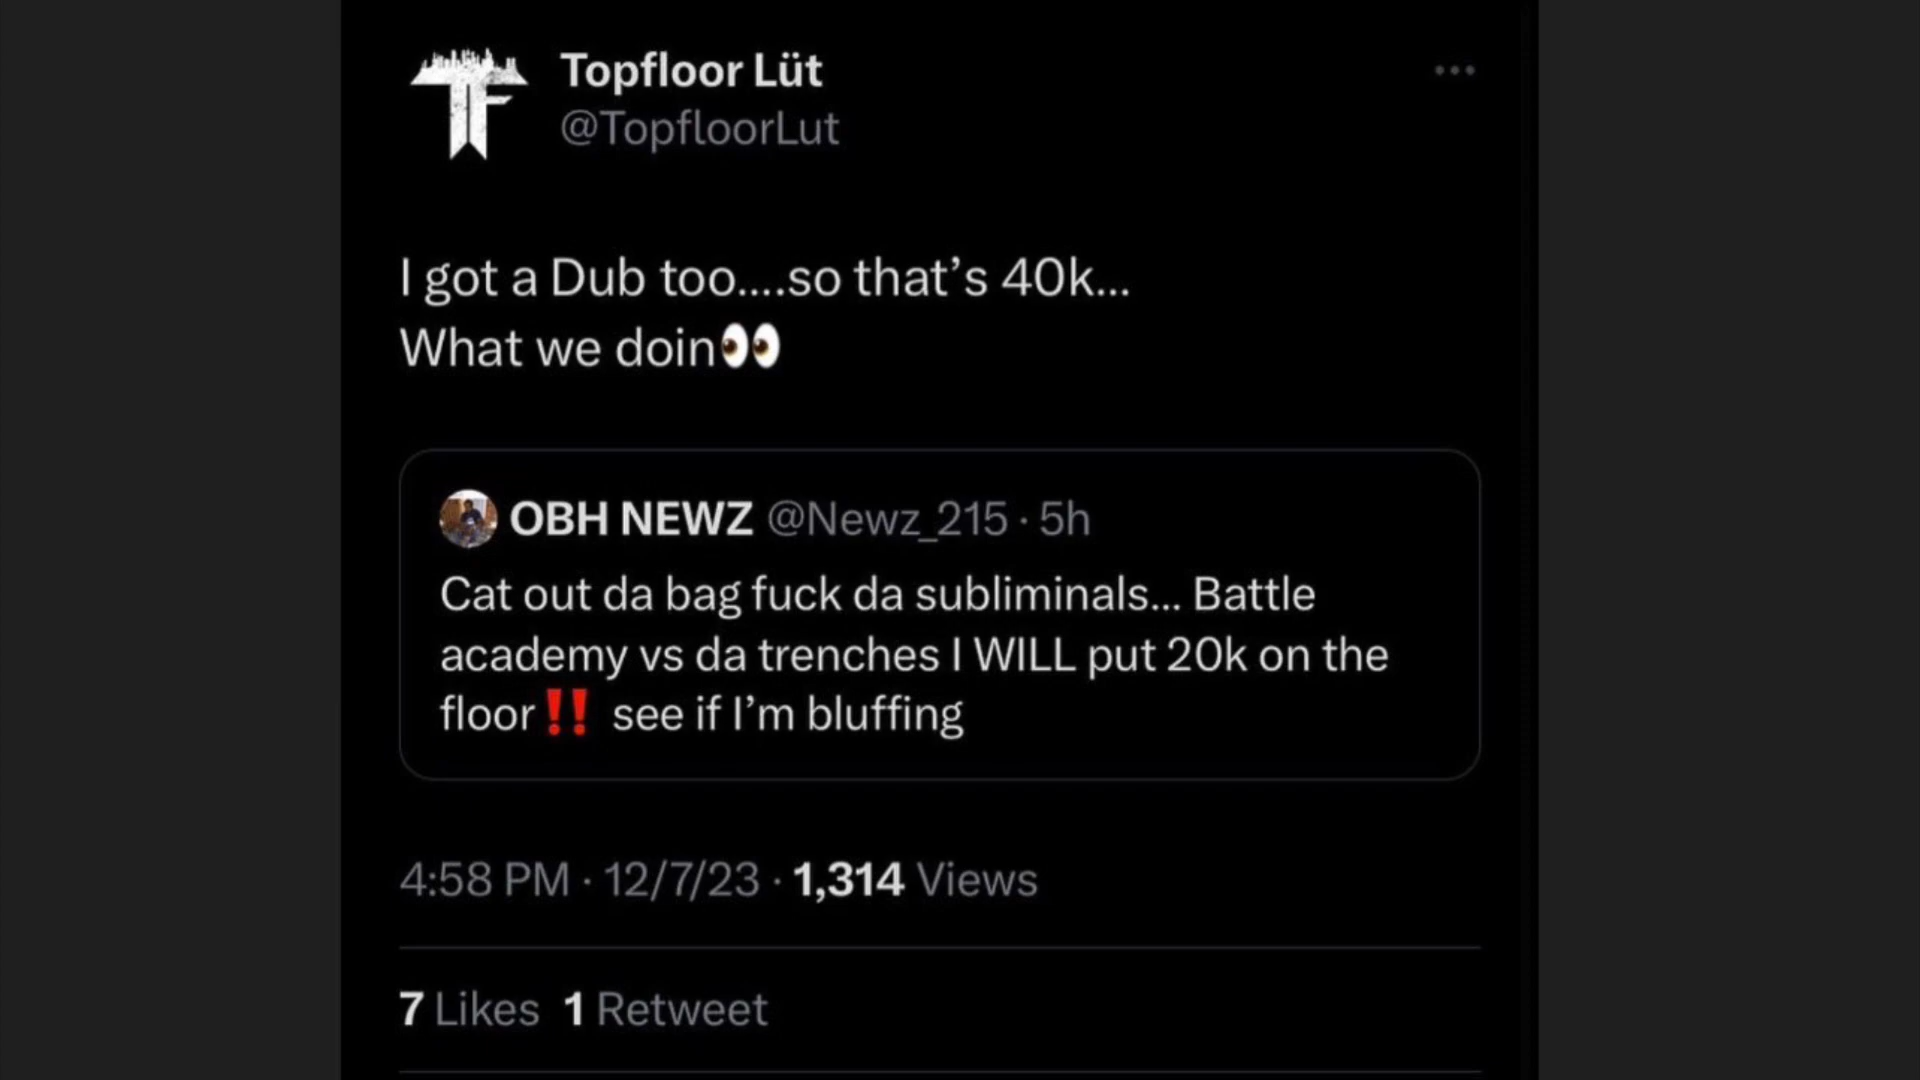 Topfloor Lüt
@TopfloorLut
I got a Dub too....so that's 40k...
What we doin👀
OBH NEWZ @Newz_215 · 5h
Cat out da bag fuck da subliminals... Battle
academy vs da trenches I WILL put 20k on the
floor‼️ see if I'm bluffing
4:58 PM · 12/7/23 · 1,314 Views
7 Likes 1 Retweet